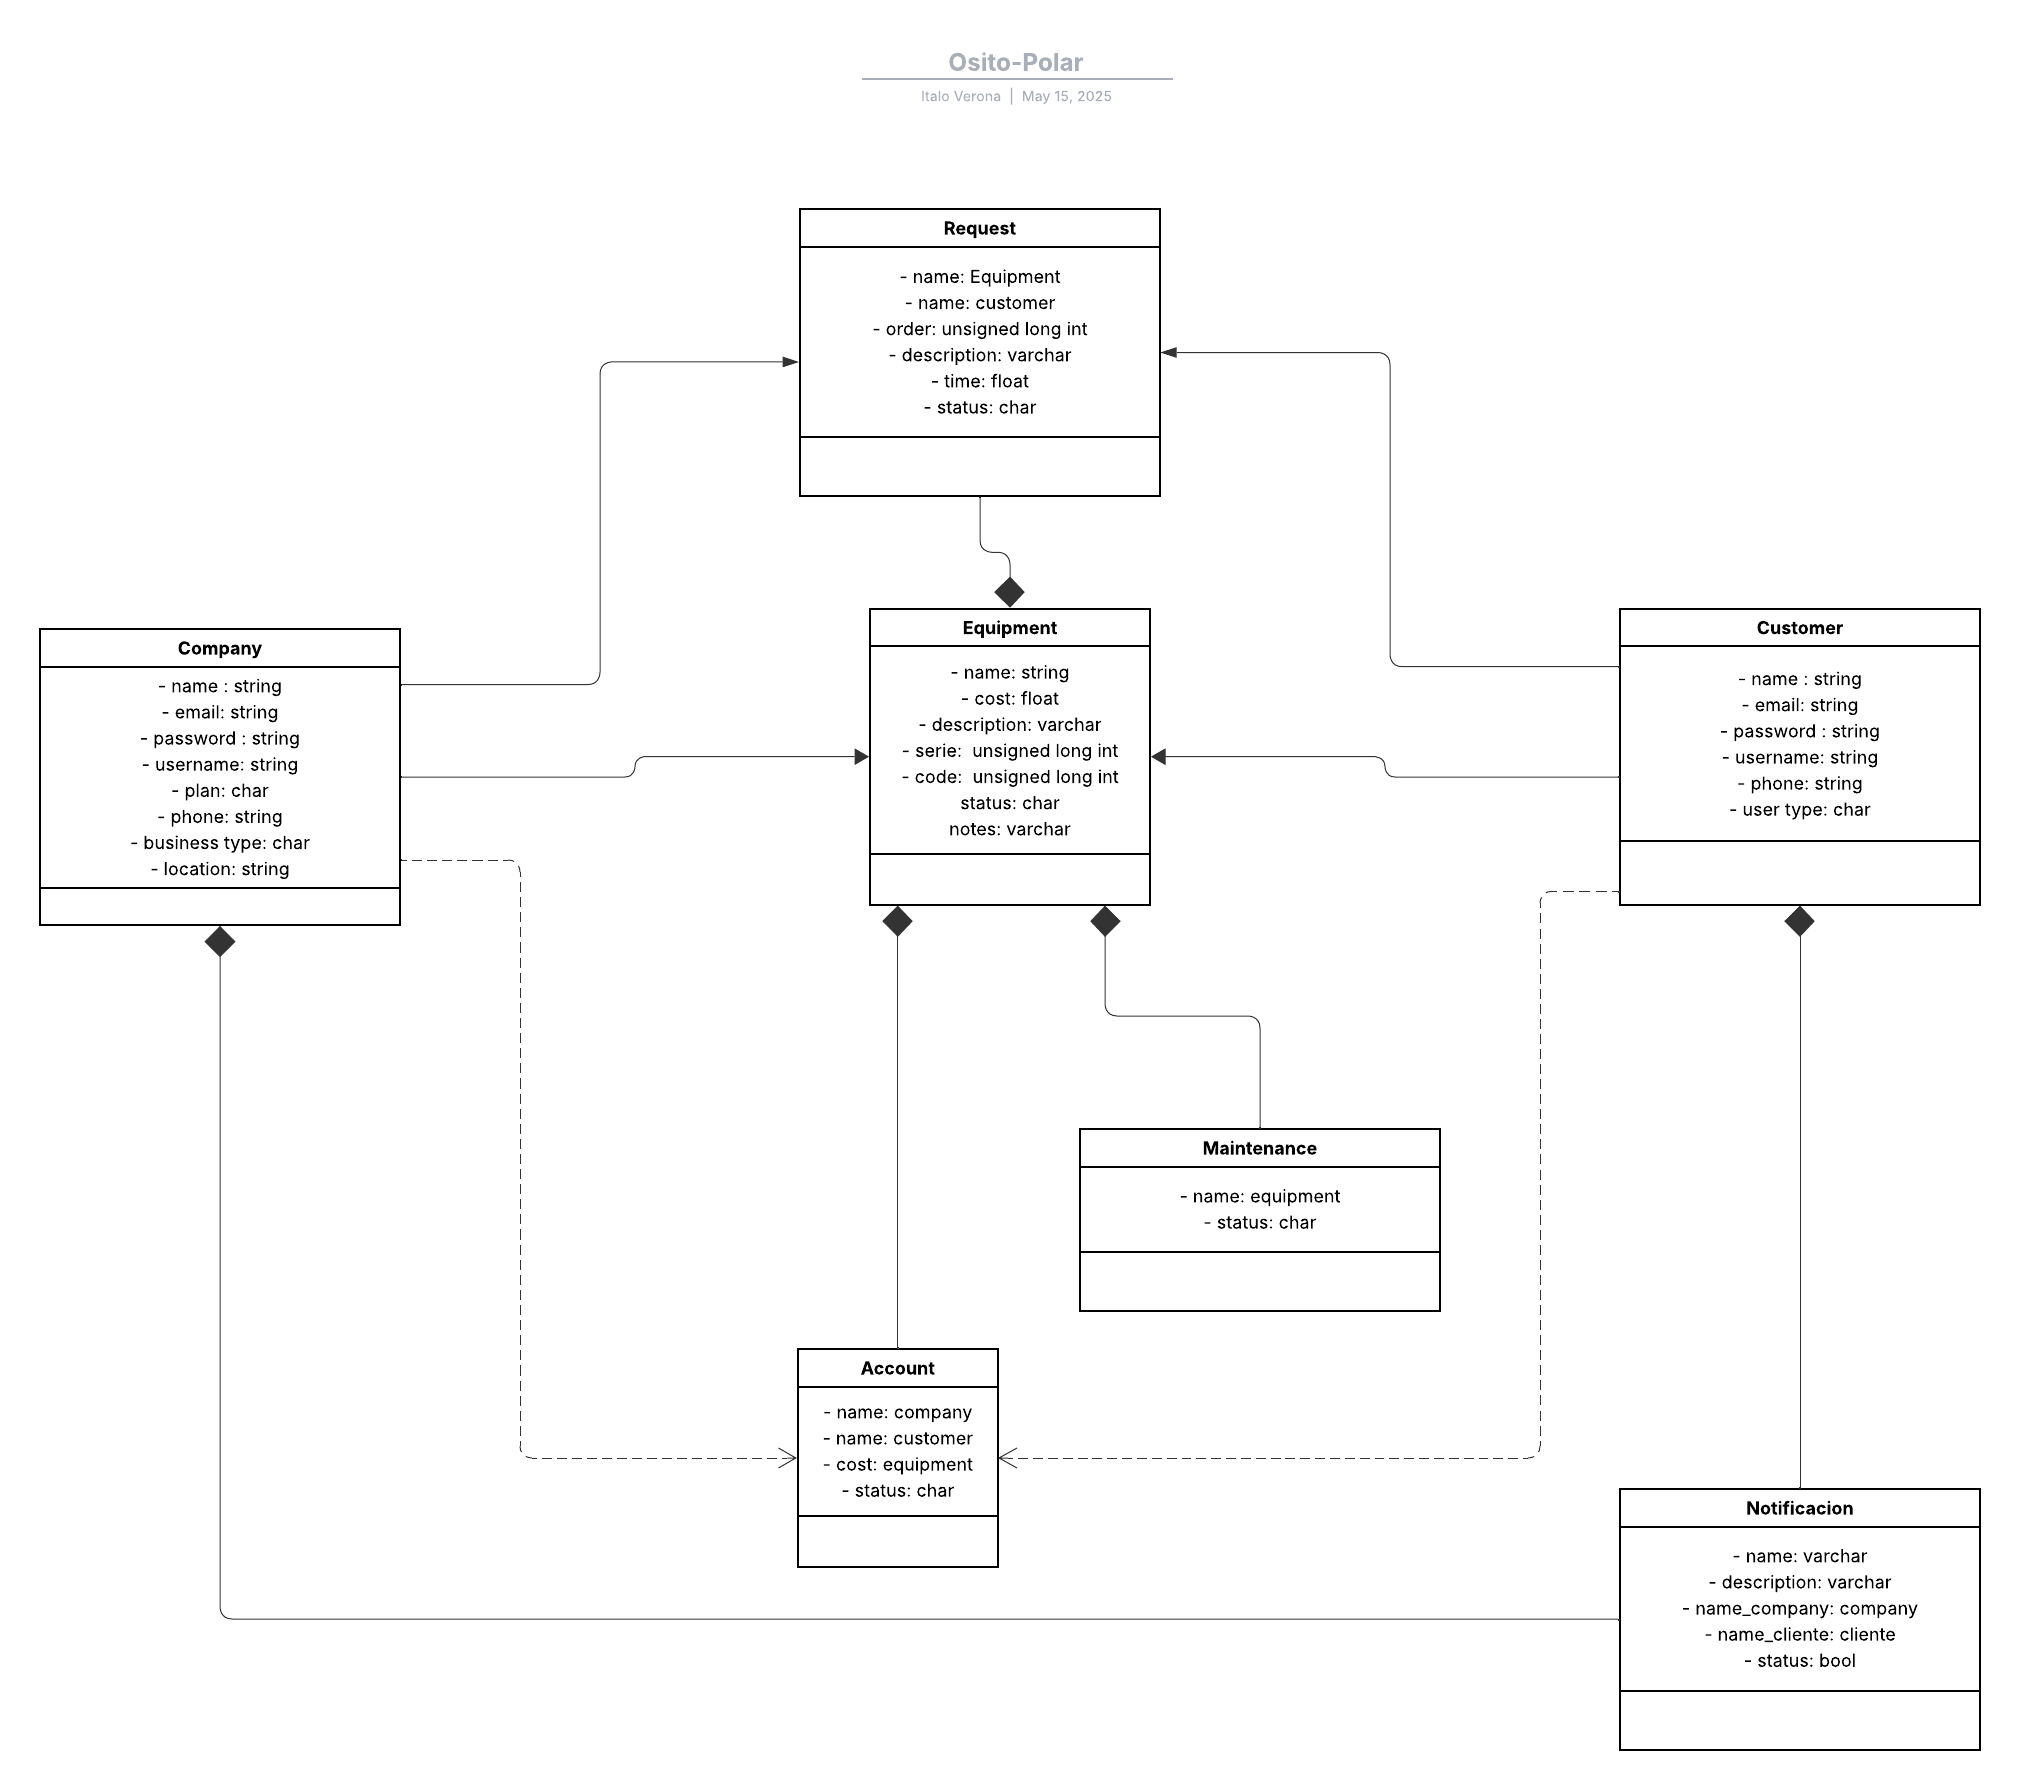 Osito-Polar
Italo Verona | May 15, 2025
Request
- name: Equipment
- name: customer
- order: unsigned long int
- description: varchar
- time: float
- status: char
Company
- name : string
- email: string
- password : string
- username: string
- plan: char
- phone: string
- business type: char
- location: string
Equipment
- name: string
- cost: float
- description: varchar
- serie:  unsigned long int
- code:  unsigned long int
status: char
notes: varchar
Customer
- name : string
- email: string
- password : string
- username: string
- phone: string
- user type: char
Maintenance
- name: equipment
- status: char
Account
- name: company
- name: customer
- cost: equipment
- status: char
Notificacion
- name: varchar
- description: varchar
- name_company: company
- name_cliente: cliente
- status: bool